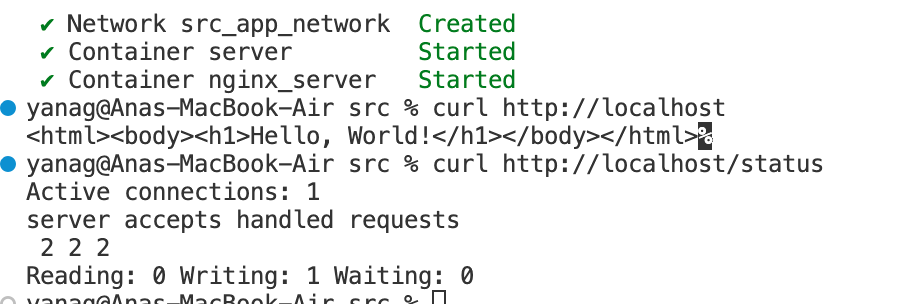 ✔ Network src_app_network Created
✔ Container server Started
✔ Container nginx_server Started
yanag@Anas-MacBook-Air src % curl http://localhost
<html><body><h1>Hello, World!</h1></body></html>%
yanag@Anas-MacBook-Air src % curl http://localhost/status
Active connections: 1
server accepts handled requests
 2 2 2
Reading: 0 Writing: 1 Waiting: 0
yanag@Anas-MacBook-Air src %